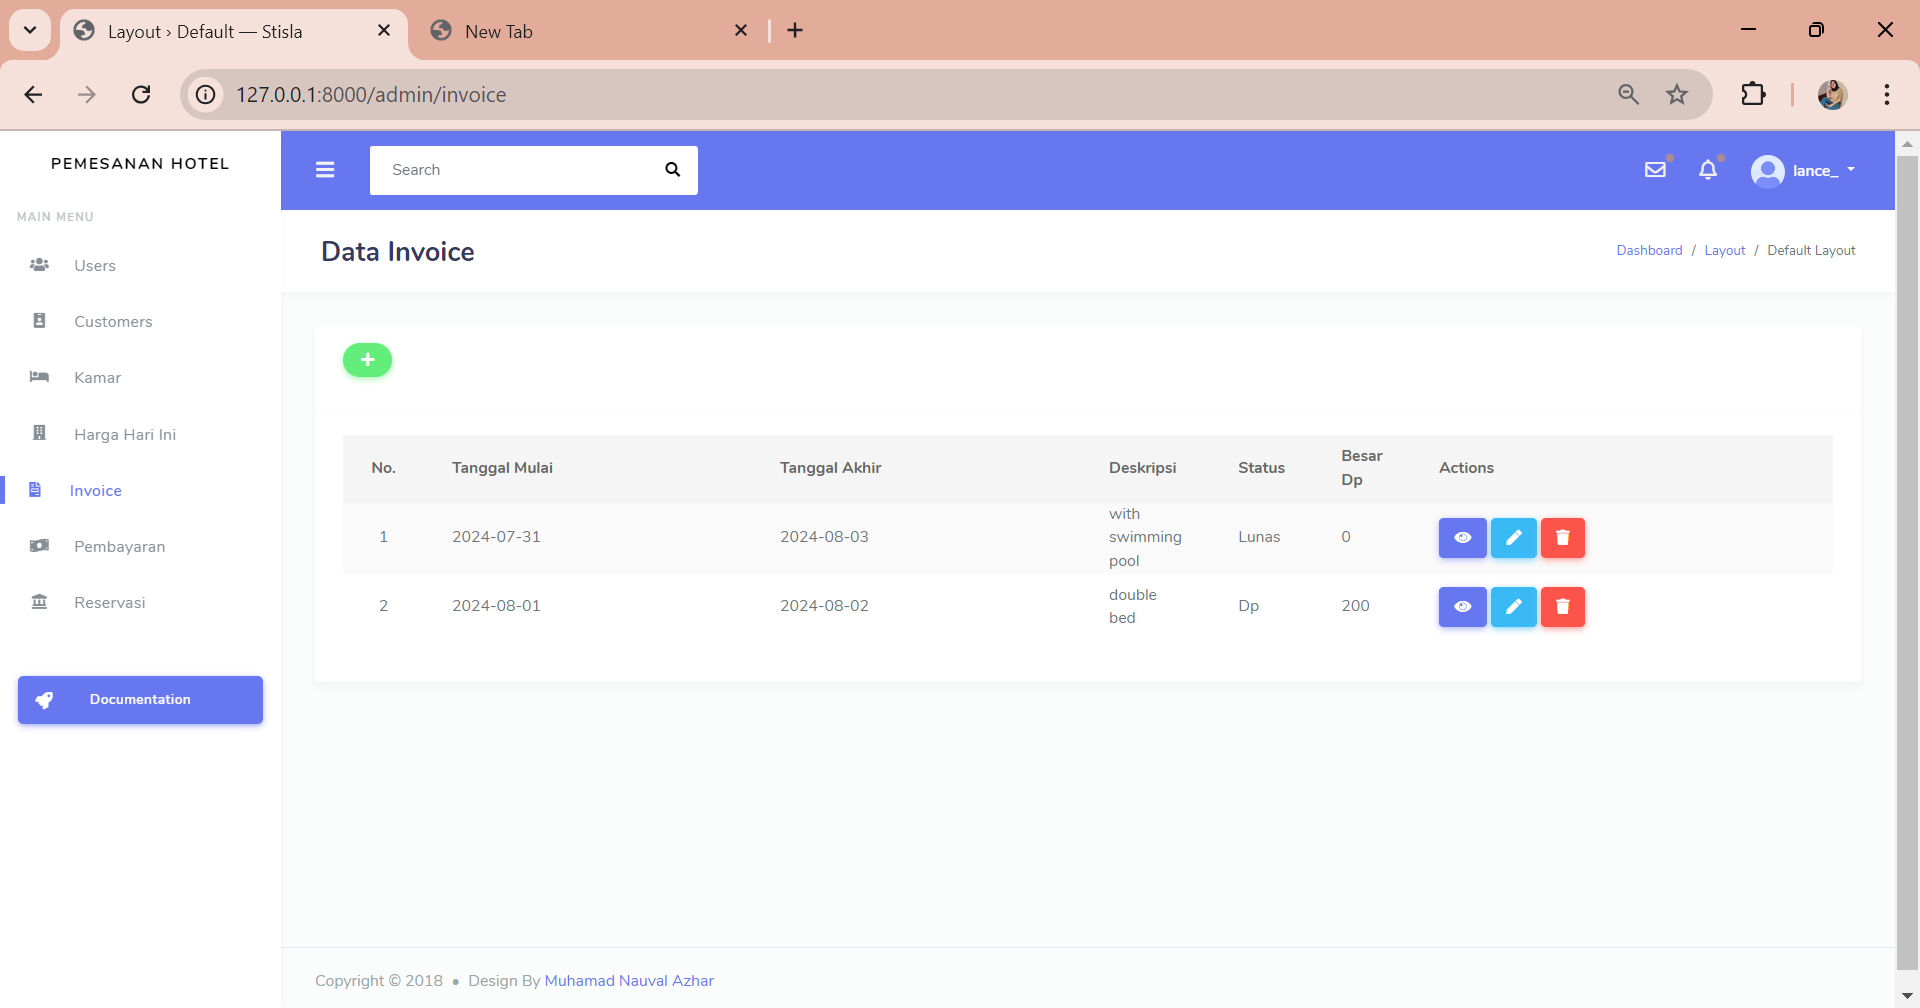 Layout › Default — Stisla
New Tab
127.0.0.1:8000/admin/invoice
PEMESANAN HOTEL
Search
lance_
MAIN MENU
Users
Customers
Kamar
Harga Hari Ini
Invoice
Pembayaran
Reservasi
Documentation
Data Invoice
Dashboard / Layout / Default Layout
No. Tanggal Mulai Tanggal Akhir Deskripsi Status Besar Dp Actions
1 2024-07-31 2024-08-03 with swimming pool Lunas 0
2 2024-08-01 2024-08-02 double bed Dp 200
Copyright © 2018 • Design By Muhamad Nauval Azhar